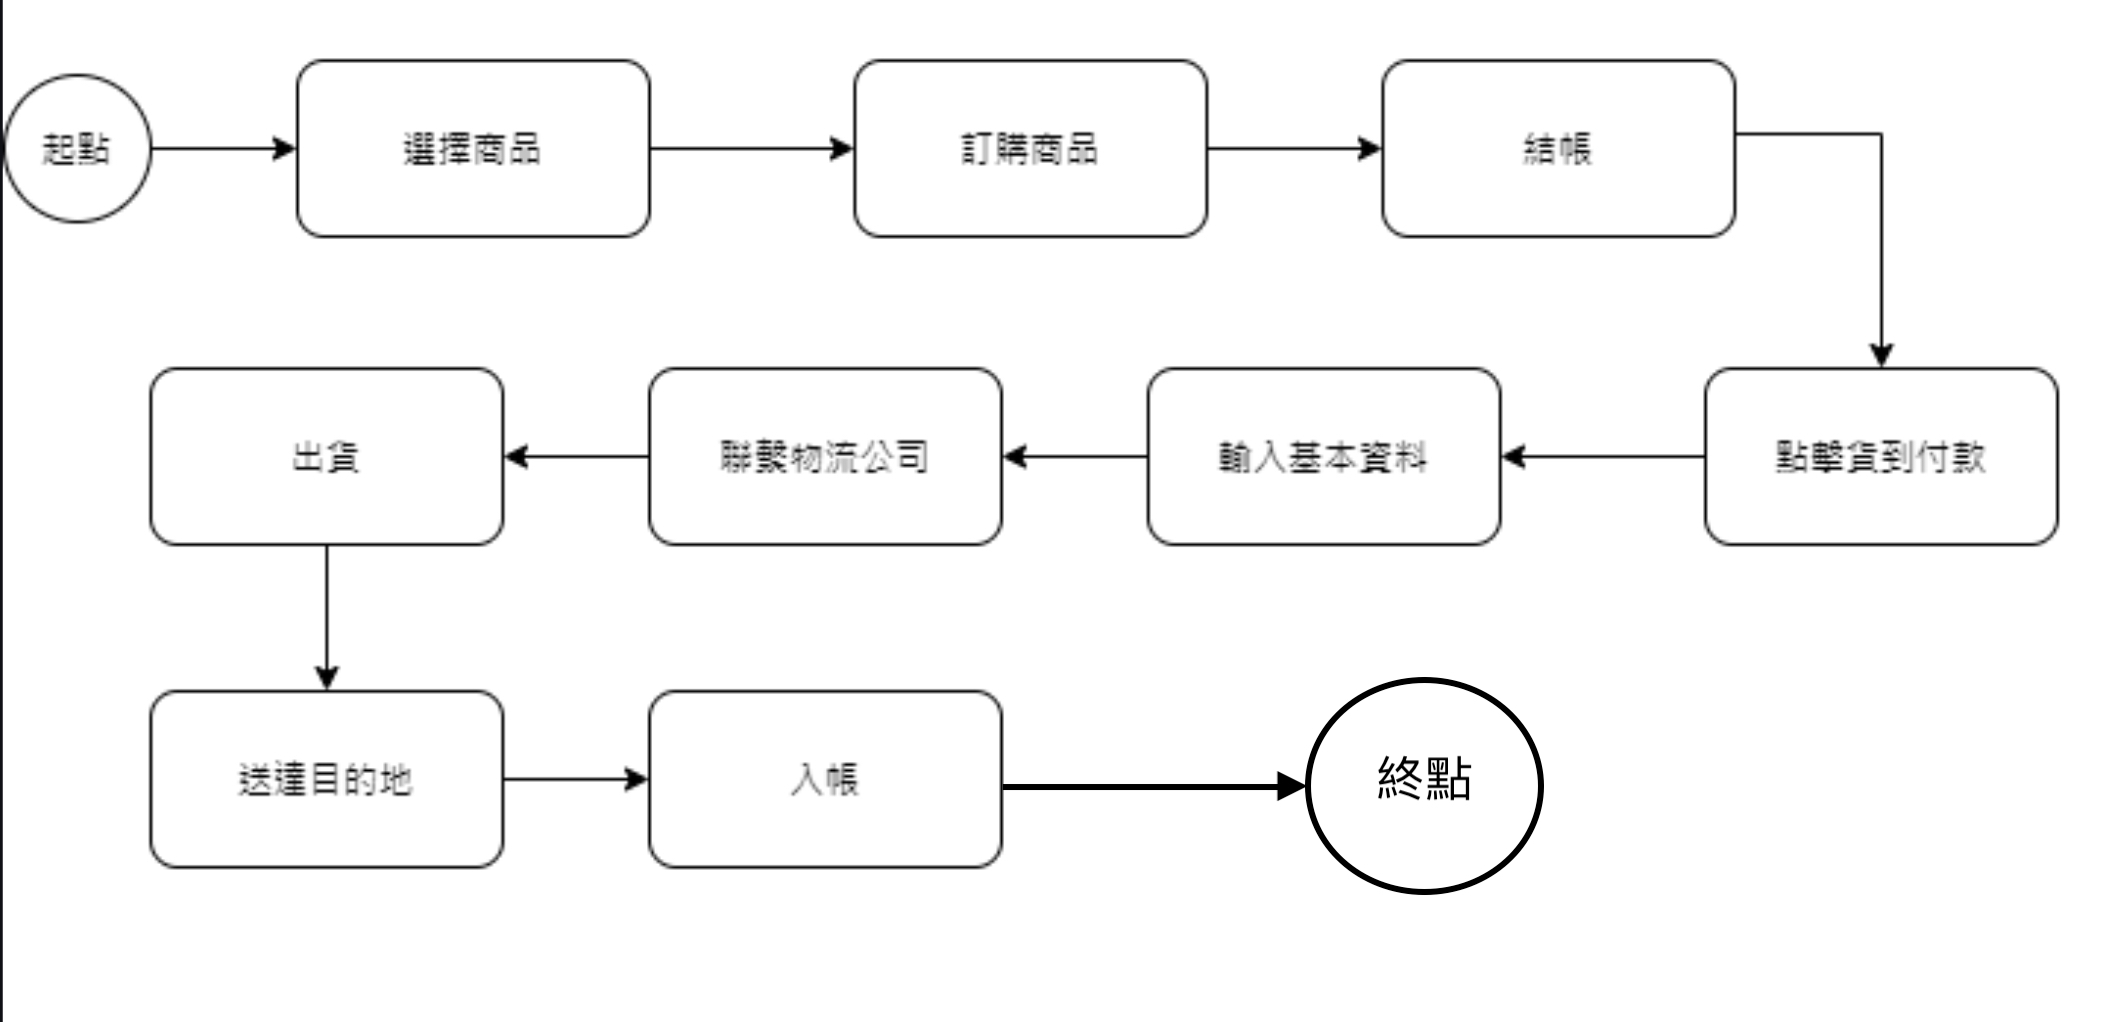 起點
選擇商品
訂購商品
結帳
點擊貨到付款
輸入基本資料
聯繫物流公司
出貨
送達目的地
入帳
終點